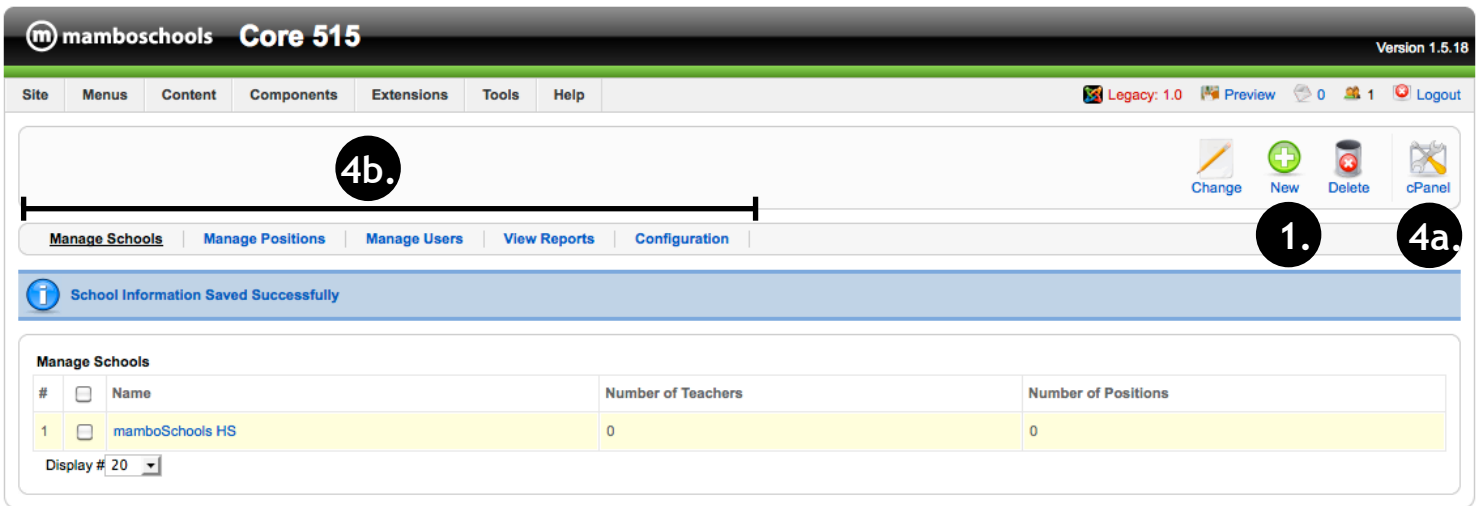 m mamboschools Core 515
Version 1.5.18
Site Menus Content Components Extensions Tools Help Legacy: 1.0 Preview 0 1 Logout
4b.
Change New Delete cPanel
1. 4a.
Manage Schools Manage Positions Manage Users View Reports Configuration
i School Information Saved Successfully
Manage Schools
# Name Number of Teachers Number of Positions
1 mamboSchools HS 0 0
Display # 20